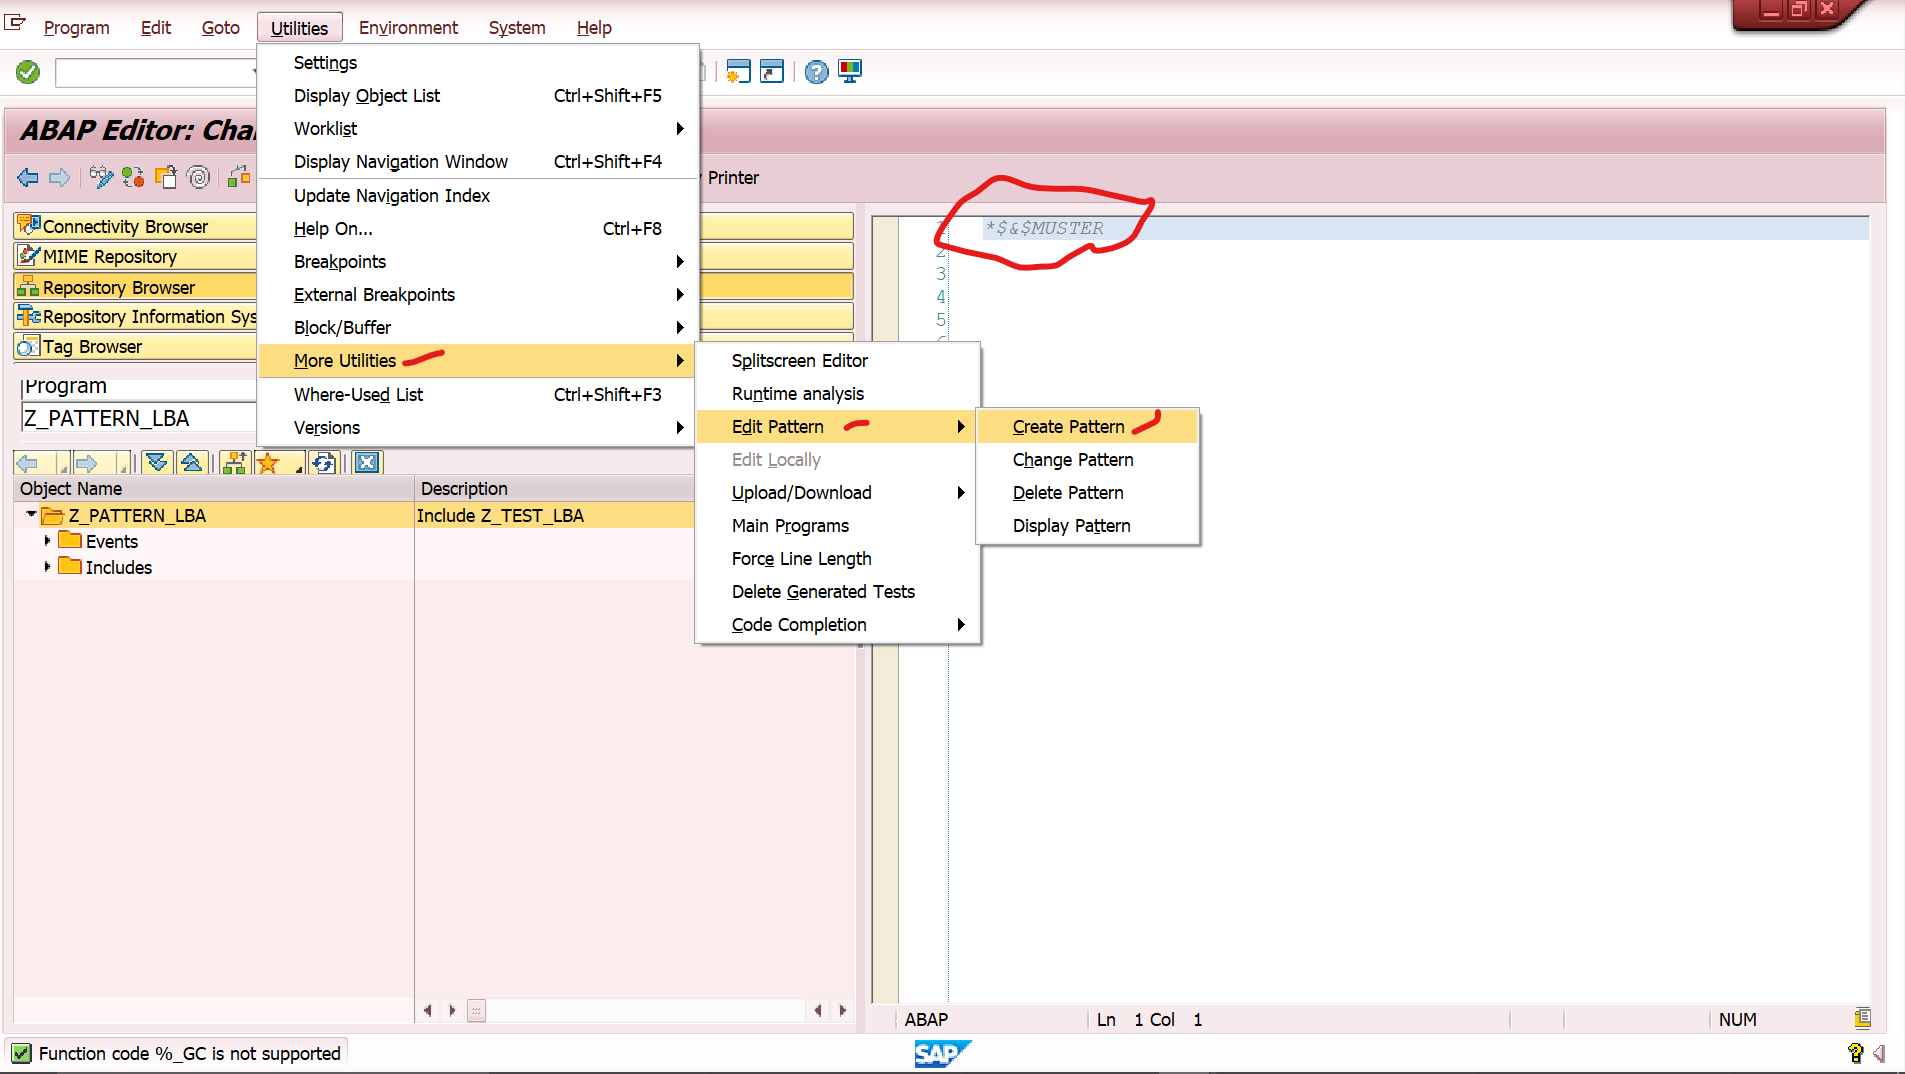 Program Edit Goto Utilities Environment System Help
Settings
Display Object List Ctrl+Shift+F5
Worklist
Display Navigation Window Ctrl+Shift+F4
Update Navigation Index
Help On... Ctrl+F8
Breakpoints
External Breakpoints
Block/Buffer
More Utilities
Where-Used List Ctrl+Shift+F3
Versions
Splitscreen Editor
Runtime analysis
Edit Pattern
Edit Locally
Upload/Download
Main Programs
Force Line Length
Delete Generated Tests
Code Completion
Create Pattern
Change Pattern
Delete Pattern
Display Pattern
ABAP Editor: Cha
Printer
Connectivity Browser
MIME Repository
Repository Browser
Repository Information Sys
Tag Browser
Program
Z_PATTERN_LBA
Object Name Description
Z_PATTERN_LBA Include Z_TEST_LBA
Events
Includes
1 *$&$MUSTER
2
3
4
5
ABAP Ln 1 Col 1 NUM
Function code %_GC is not supported
SAP